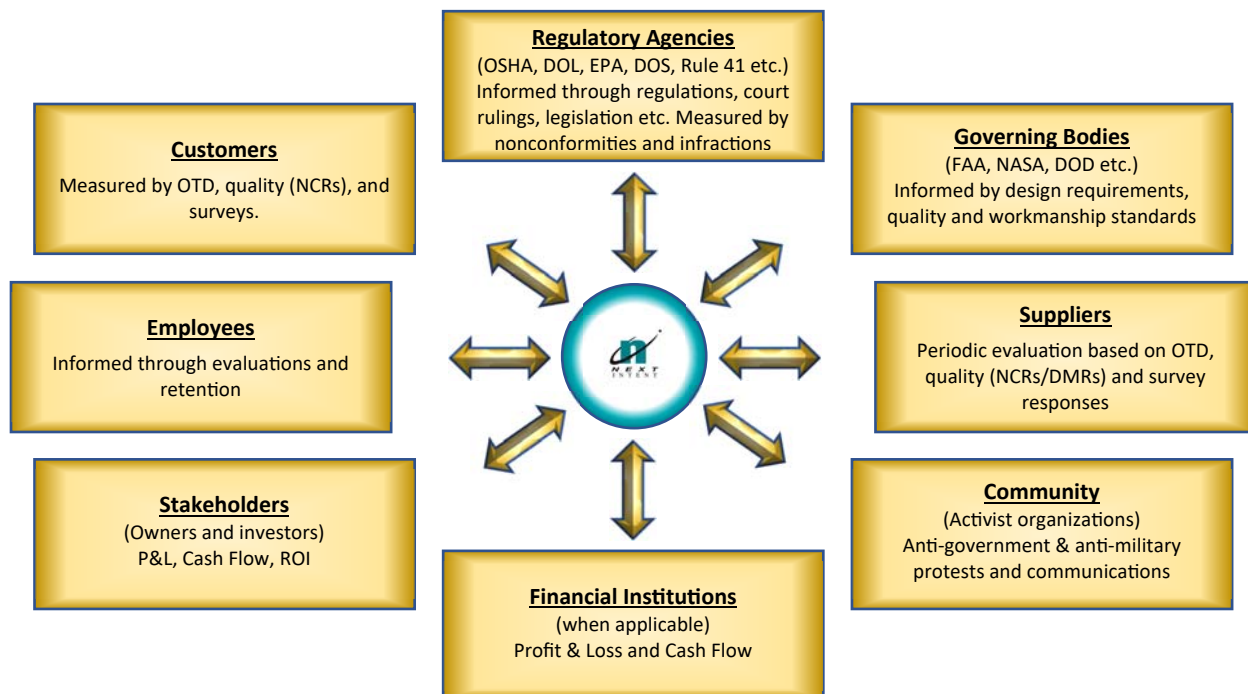 Regulatory Agencies
(OSHA, DOL, EPA, DOS, Rule 41 etc.)
Informed through regulations, court
rulings, legislation etc. Measured by
nonconformities and infractions
Customers
Measured by OTD, quality (NCRs), and
surveys.
Governing Bodies
(FAA, NASA, DOD etc.)
Informed by design requirements,
quality and workmanship standards
Employees
Informed through evaluations and
retention
n
NEXT
INTENT
Suppliers
Periodic evaluation based on OTD,
quality (NCRs/DMRs) and survey
responses
Stakeholders
(Owners and investors)
P&L, Cash Flow, ROI
Community
(Activist organizations)
Anti-government & anti-military
protests and communications
Financial Institutions
(when applicable)
Profit & Loss and Cash Flow